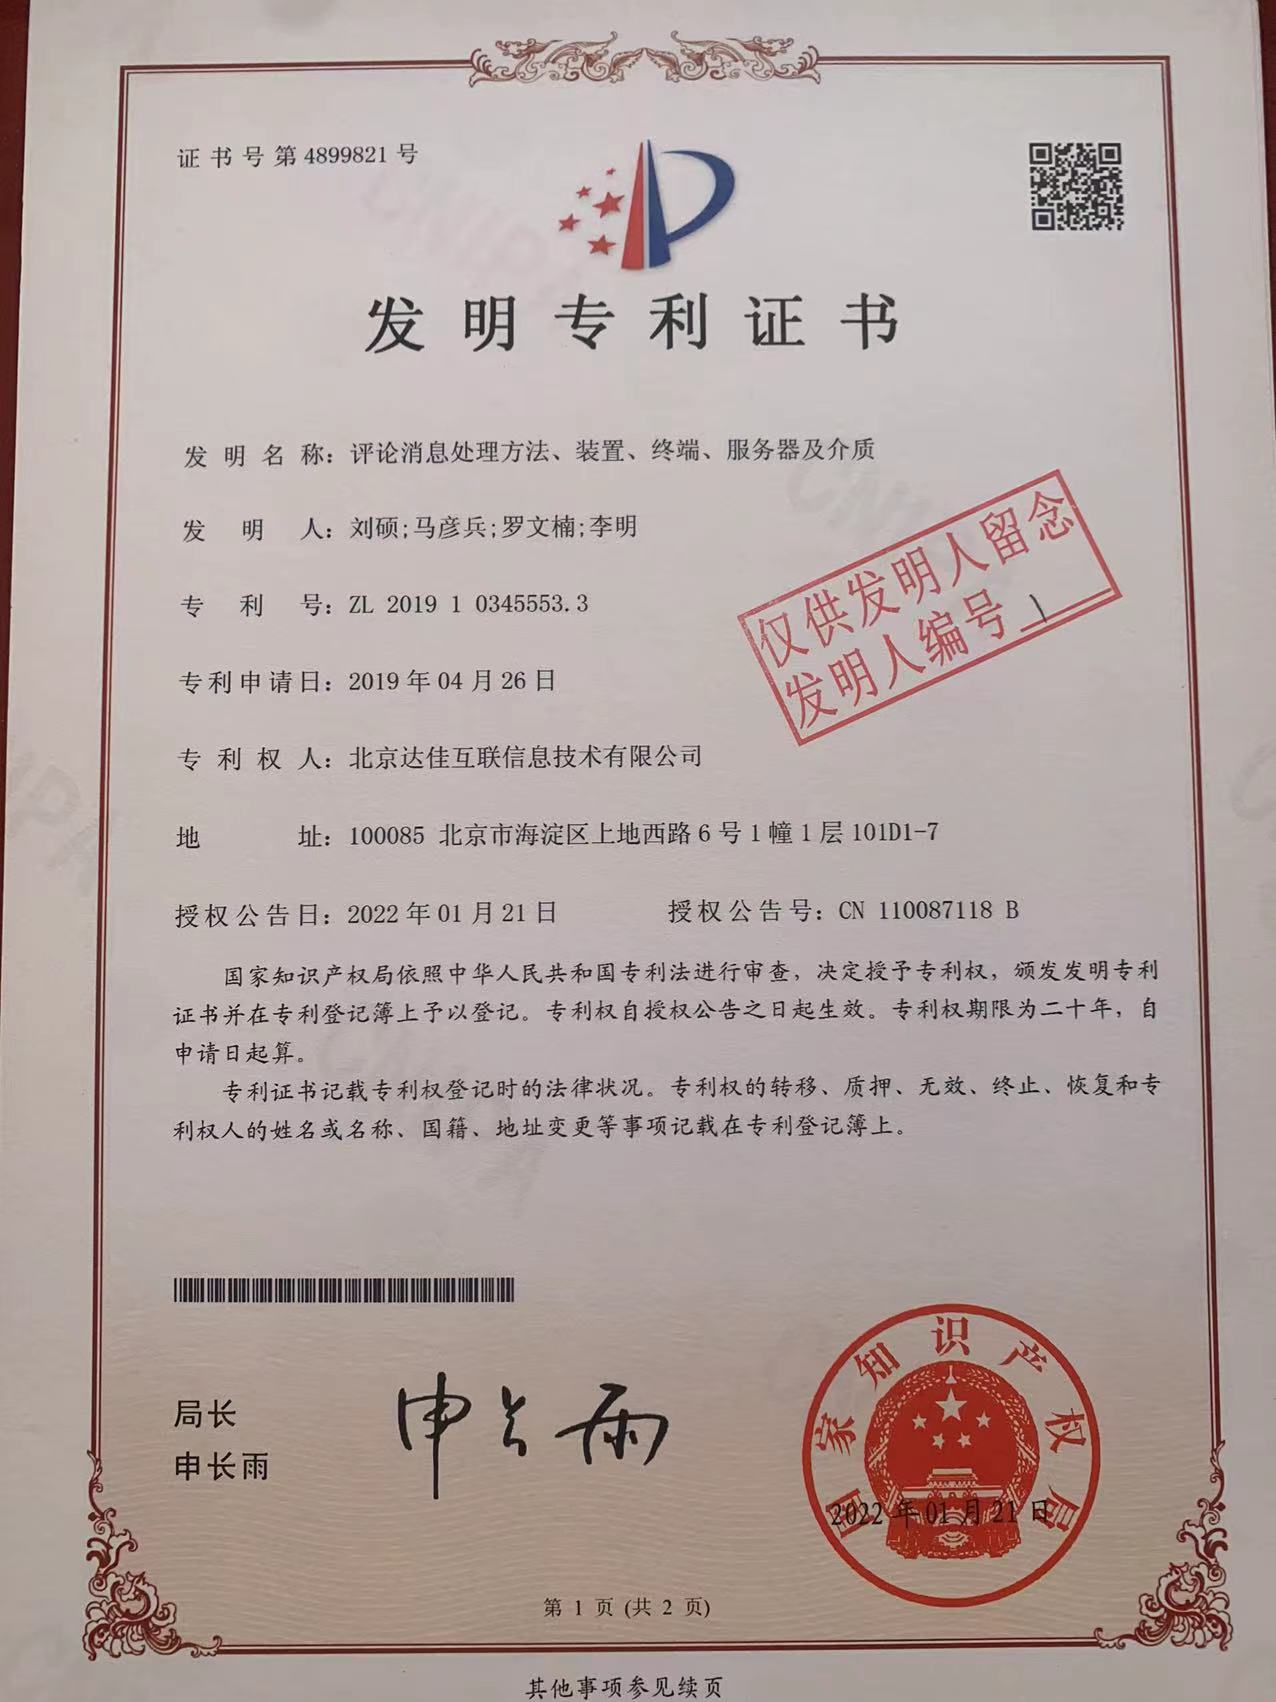 证书号第4899821号
发明专利证书
发明名称：评论消息处理方法、装置、终端、服务器及介质
发明人：刘硕;马彦兵;罗文楠;李明
专利号：ZL 2019 1 0345553.3
专利申请日：2019年04月26日
专利权人：北京达佳互联信息技术有限公司
地址：100085 北京市海淀区上地西路6号1幢1层101D1-7
授权公告日：2022年01月21日 授权公告号：CN 110087118 B
仅供发明人留念
发明人编号 1
国家知识产权局依照中华人民共和国专利法进行审查，决定授予专利权，颁发发明专利
证书并在专利登记簿上予以登记。专利权自授权公告之日起生效。专利权期限为二十年，自
申请日起算。
专利证书记载专利权登记时的法律状况。专利权的转移、质押、无效、终止、恢复和专
利权人的姓名或名称、国籍、地址变更等事项记载在专利登记簿上。
局长
申长雨
申长雨
国家知识产权局
2022年01月21日
第 1 页 (共 2 页)
其他事项参见续页
CNIPA
CNIPA
CNIPA